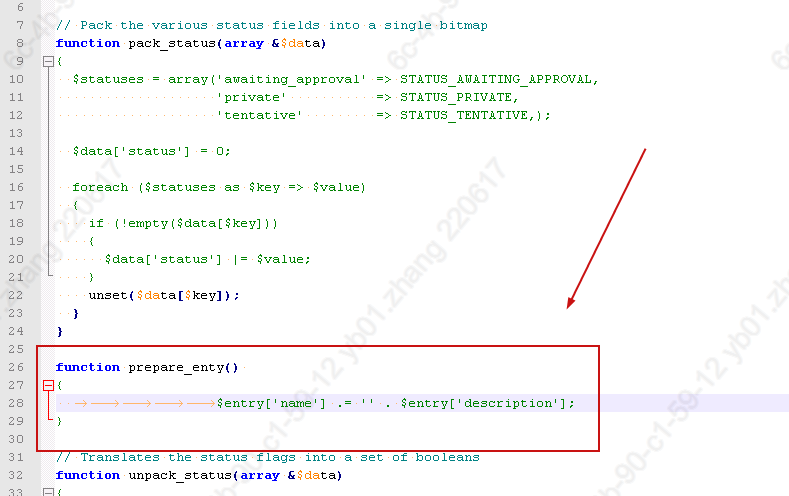 6
7 // Pack the various status fields into a single bitmap
8 function pack_status(array &$data)
9 {
10 $statuses = array('awaiting_approval' => STATUS_AWAITING_APPROVAL,
11 'private' => STATUS_PRIVATE,
12 'tentative' => STATUS_TENTATIVE,);
13
14 $data['status'] = 0;
15
16 foreach ($statuses as $key => $value)
17 {
18 if (!empty($data[$key]))
19 {
20 $data['status'] |= $value;
21 }
22 unset($data[$key]);
23 }
24 }
25
26 function prepare_enty()
27 {
28 $entry['name'] .= '' . $entry['description'];
29 }
30
31 // Translates the status flags into a set of booleans
32 function unpack_status(array &$data)
33 {
6c-4b-9
zhang 220617
59-12 yb01.zhang 220617
b-90-c1-59-12 yb01.z